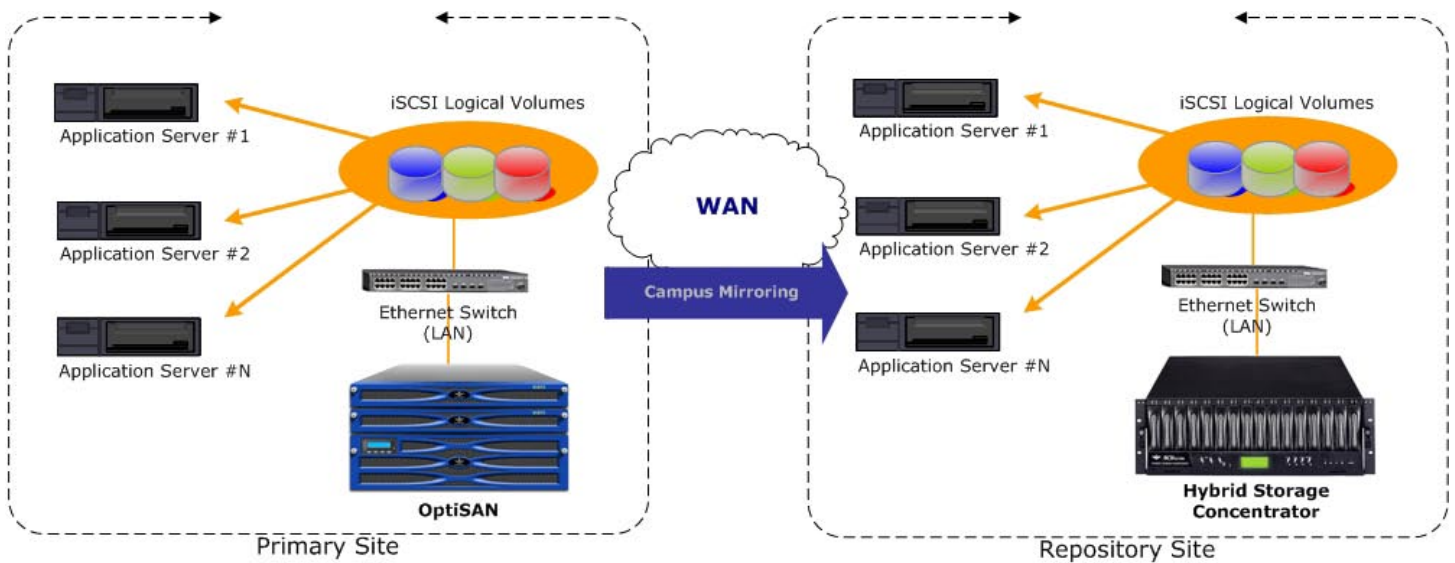 iSCSI Logical Volumes
Application Server #1
Application Server #2
Ethernet Switch
(LAN)
Application Server #N
OptiSAN
Primary Site
WAN
Campus Mirroring
iSCSI Logical Volumes
Application Server #1
Application Server #2
Ethernet Switch
(LAN)
Application Server #N
Hybrid Storage
Concentrator
Repository Site